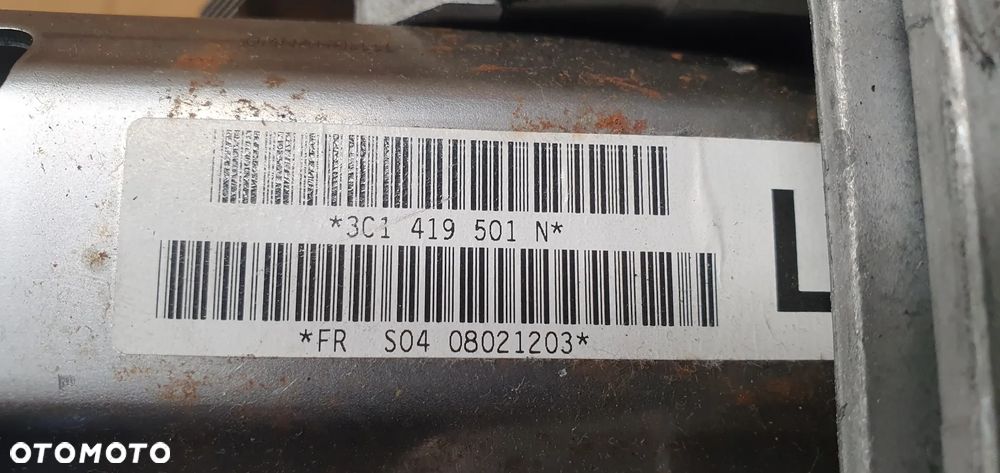 *3C1 419 501 N*
L
*FR S04 08021203*
OTOMOTO